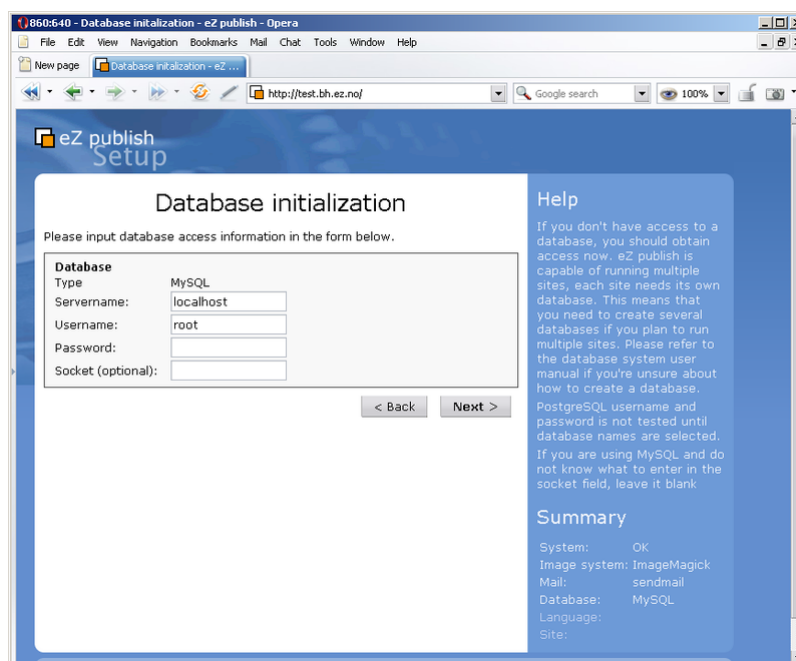 860:640 - Database initalization - eZ publish - Opera
File Edit View Navigation Bookmarks Mail Chat Tools Window Help
New page Database initalization - eZ ...
http://test.bh.ez.no/ Google search 100%
eZ publish
Setup
Database initialization
Please input database access information in the form below.
Database
Type MySQL
Servername: localhost
Username: root
Password:
Socket (optional):
< Back Next >
Help
If you don't have access to a
database, you should obtain
access now. eZ publish is
capable of running multiple
sites, each site needs its own
database. This means that
you need to create several
databases if you plan to run
multiple sites. Please refer to
the database system user
manual if you're unsure about
how to create a database.
PostgreSQL username and
password is not tested until
database names are selected.
If you are using MySQL and do
not know what to enter in the
socket field, leave it blank
Summary
System: OK
Image system: ImageMagick
Mail: sendmail
Database: MySQL
Language:
Site: